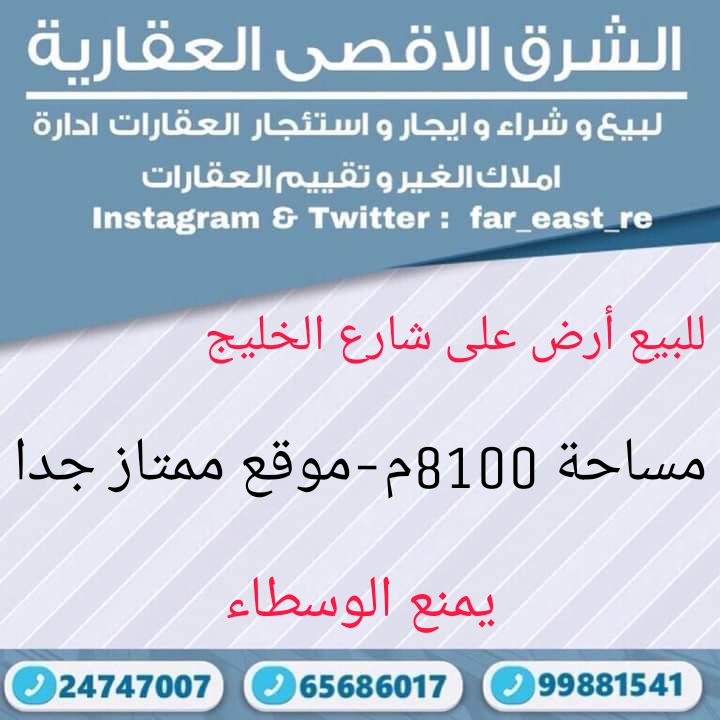 الشرق الاقصى العقارية
لبيع و شراء و ايجار و استئجار العقارات ادارة
املاك الغير و تقييم العقارات
Instagram & Twitter : far_east_re
للبيع أرض على شارع الخليج
مساحة 8100م-موقع ممتاز جدا
يمنع الوسطاء
24747007 65686017 99881541